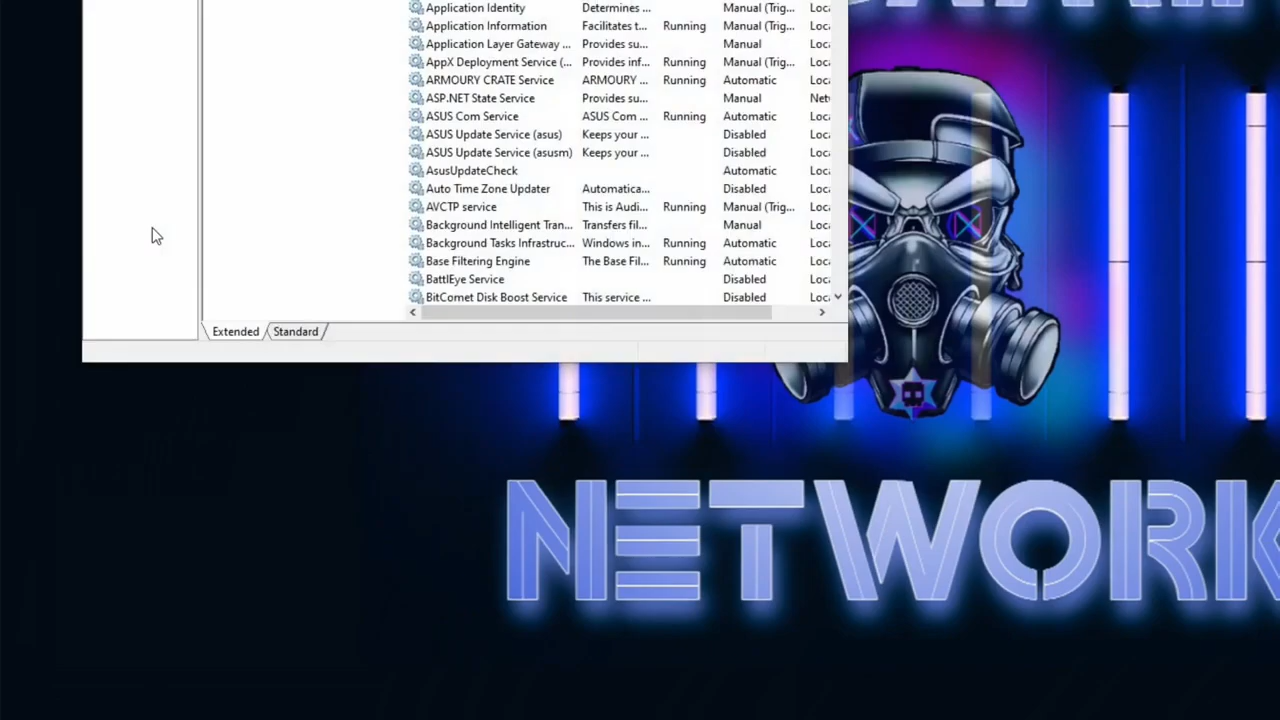 Application Identity Determines ... Manual (Trig... Loca
Application Information Facilitates t... Running Manual (Trig... Loca
Application Layer Gateway ... Provides su... Manual Loca
AppX Deployment Service (... Provides inf... Running Manual (Trig... Loca
ARMOURY CRATE Service ARMOURY ... Running Automatic Loca
ASP.NET State Service Provides su... Manual Net
ASUS Com Service ASUS Com ... Running Automatic Loca
ASUS Update Service (asus) Keeps your ... Disabled Loca
ASUS Update Service (asusm) Keeps your ... Disabled Loca
AsusUpdateCheck Automatic Loca
Auto Time Zone Updater Automatica... Disabled Loca
AVCTP service This is Audi... Running Manual (Trig... Loca
Background Intelligent Tran... Transfers fil... Manual Loca
Background Tasks Infrastruc... Windows in... Running Automatic Loca
Base Filtering Engine The Base Fil... Running Automatic Loca
BattlEye Service Disabled Loca
BitComet Disk Boost Service This service ... Disabled Loca
Extended Standard
NETWORK